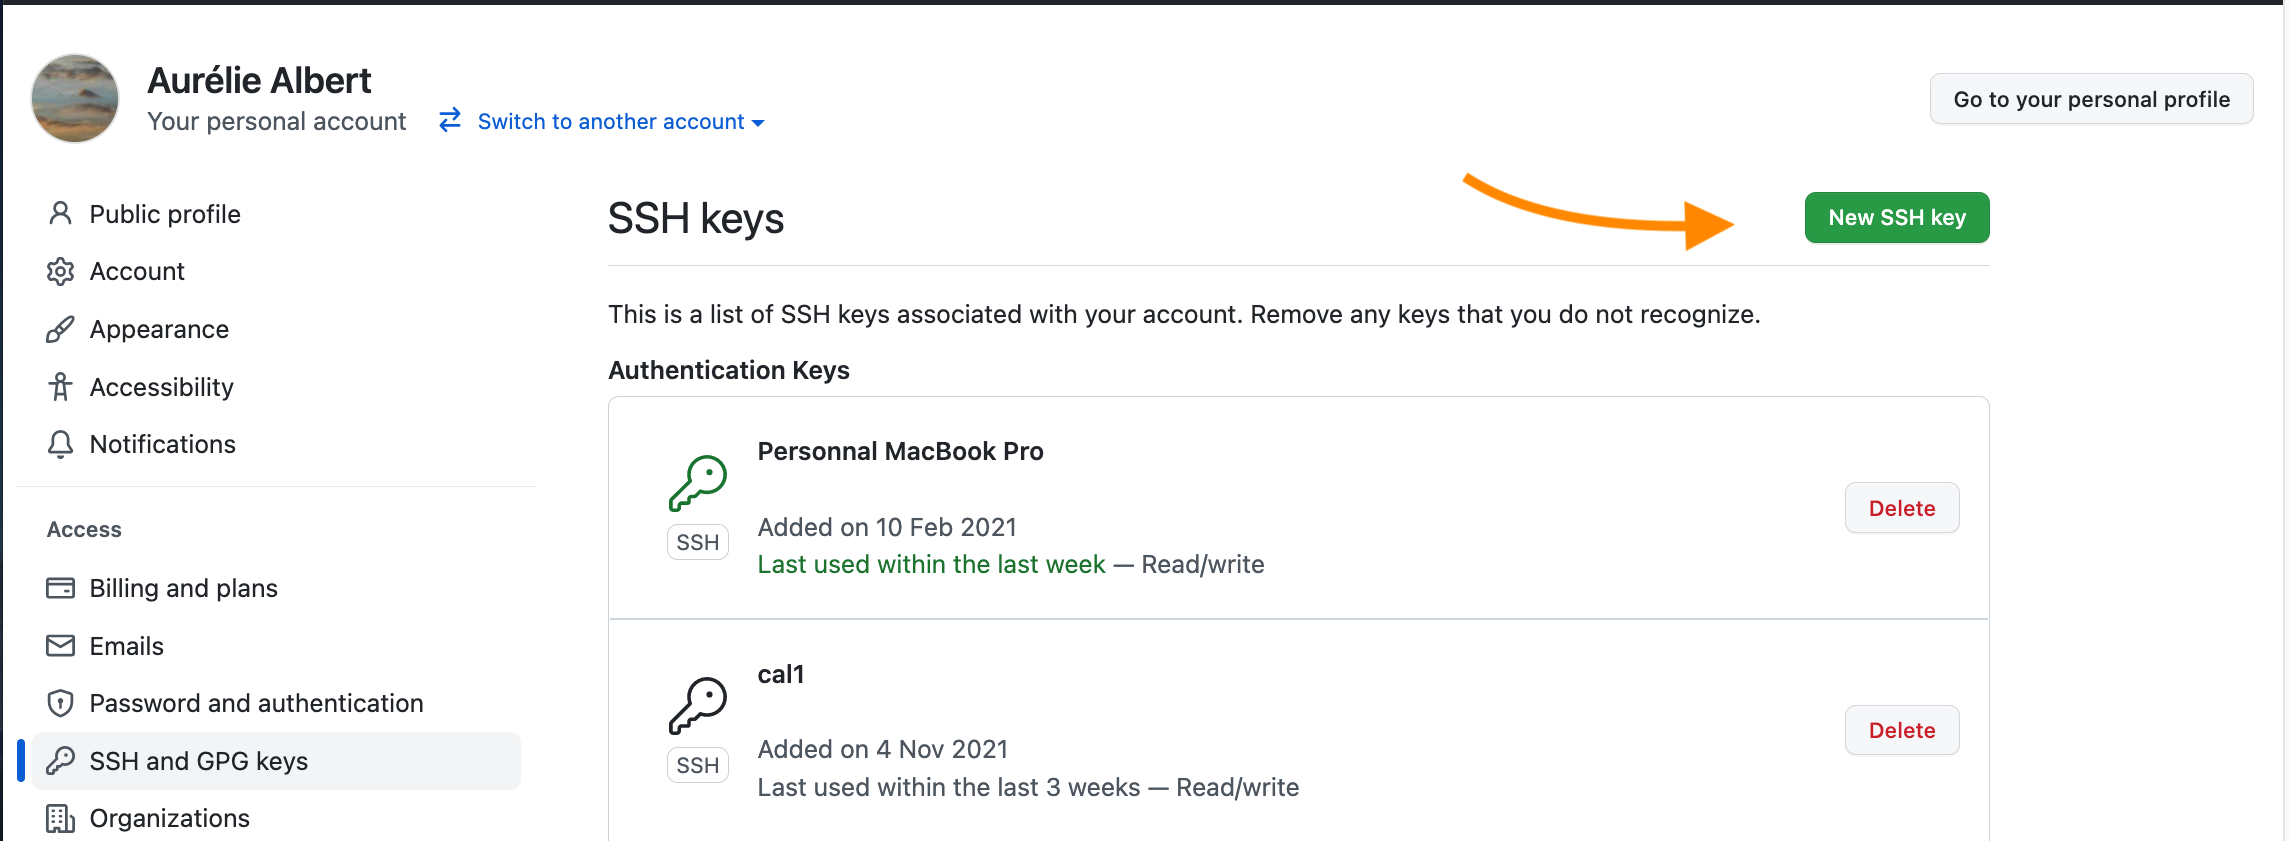 Aurélie Albert
Your personal account
Switch to another account
Go to your personal profile
Public profile
Account
Appearance
Accessibility
Notifications
Access
Billing and plans
Emails
Password and authentication
SSH and GPG keys
Organizations
SSH keys
New SSH key
This is a list of SSH keys associated with your account. Remove any keys that you do not recognize.
Authentication Keys
Personnal MacBook Pro
SSH
Added on 10 Feb 2021
Last used within the last week — Read/write
Delete
cal1
SSH
Added on 4 Nov 2021
Last used within the last 3 weeks — Read/write
Delete